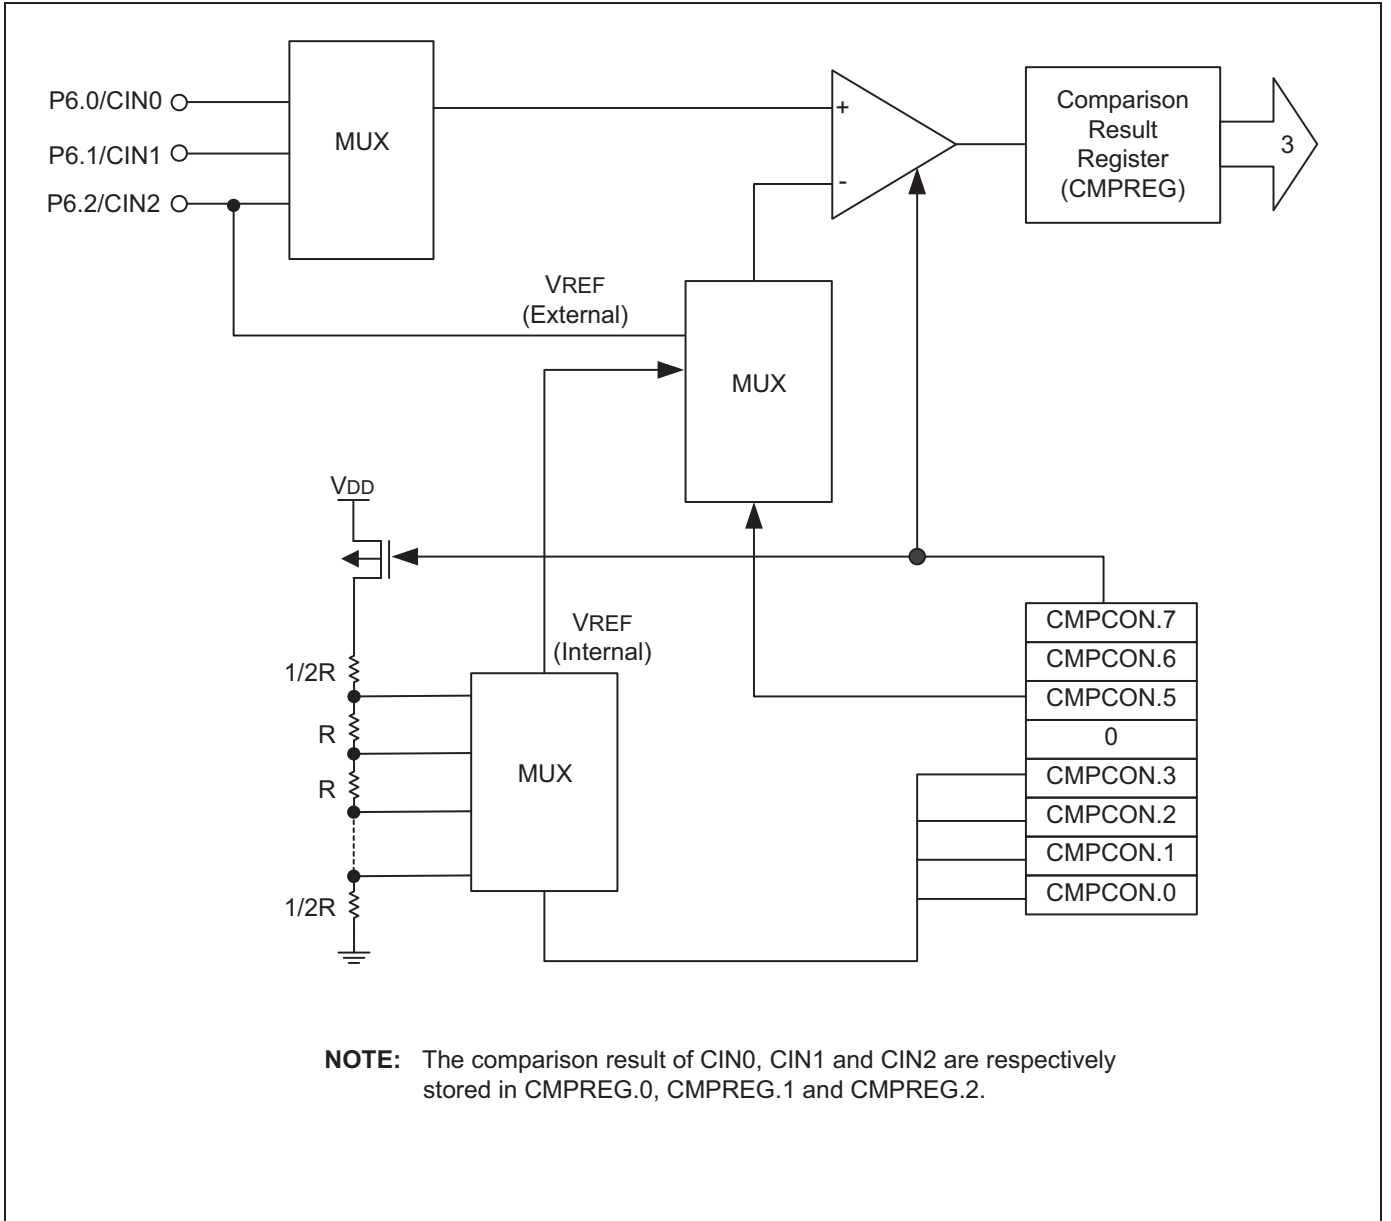 P6.0/CIN0
P6.1/CIN1
P6.2/CIN2
MUX
+
-
Comparison
Result
Register
(CMPREG)
3
VREF
(External)
MUX
VDD
VREF
(Internal)
1/2R
R
R
1/2R
MUX
CMPCON.7
CMPCON.6
CMPCON.5
0
CMPCON.3
CMPCON.2
CMPCON.1
CMPCON.0
NOTE: The comparison result of CIN0, CIN1 and CIN2 are respectively
stored in CMPREG.0, CMPREG.1 and CMPREG.2.